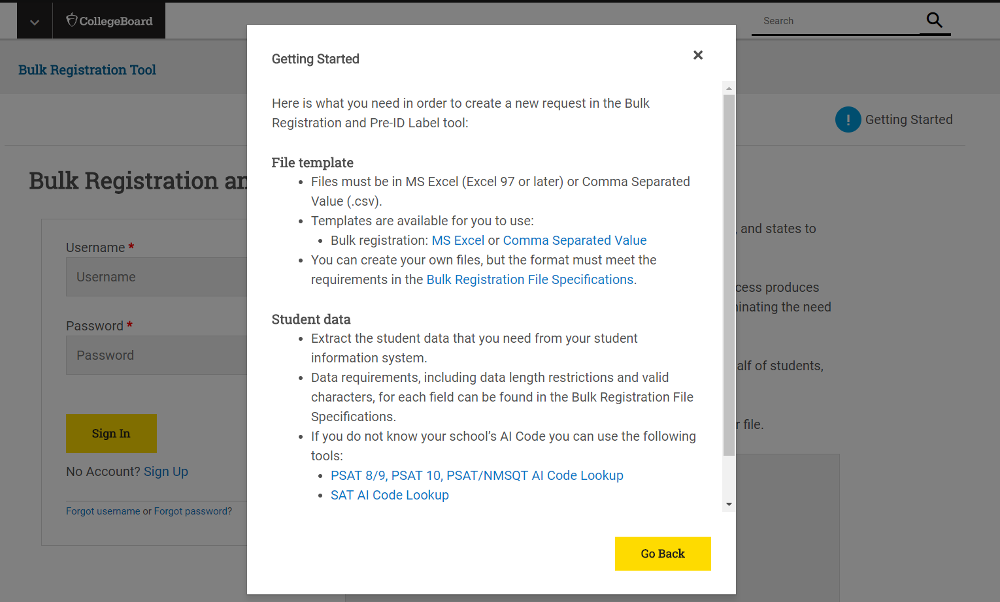 CollegeBoard
Search
Bulk Registration Tool
Getting Started
Bulk Registration
Username *
Username
Password *
Password
Sign In
No Account? Sign Up
Forgot username or Forgot password?
Getting Started
Here is what you need in order to create a new request in the Bulk
Registration and Pre-ID Label tool:
File template
• Files must be in MS Excel (Excel 97 or later) or Comma Separated
Value (.csv).
• Templates are available for you to use:
• Bulk registration: MS Excel or Comma Separated Value
• You can create your own files, but the format must meet the
requirements in the Bulk Registration File Specifications.
Student data
• Extract the student data that you need from your student
information system.
• Data requirements, including data length restrictions and valid
characters, for each field can be found in the Bulk Registration File
Specifications.
• If you do not know your school’s AI Code you can use the following
tools:
• PSAT 8/9, PSAT 10, PSAT/NMSQT AI Code Lookup
• SAT AI Code Lookup
Go Back
, and states to
produces
the need
of students,
file.